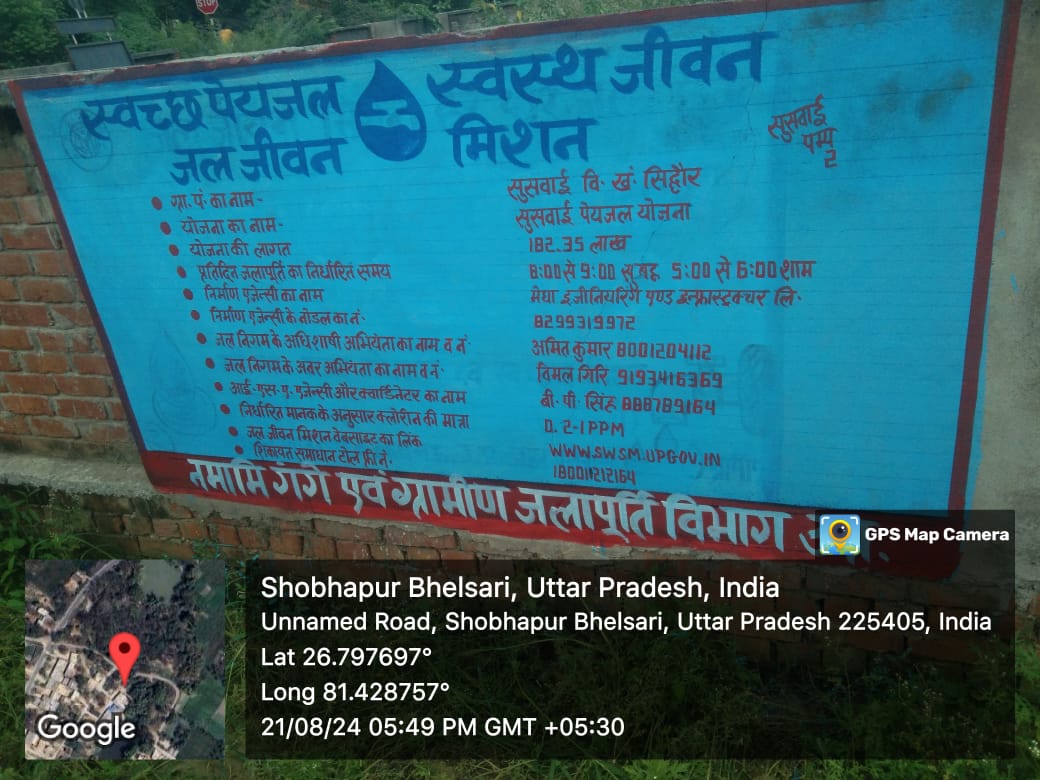 STOP
स्वच्छ पेयजल स्वस्थ जीवन
जल जीवन मिशन
सुसवाई
पम्प
2
ग्रा. पं. का नाम- सुसवाई वि. खं. सिद्धौर
योजना का नाम- सुसवाई पेयजल योजना
योजना की लागत 182.35 लाख
प्रतिदिन जलापूर्ति का निर्धारित समय 8:00 से 9:00 सुबह 5:00 से 6:00 शाम
निर्माण एजेन्सी का नाम मेघा इंजीनियरिंग एण्ड इन्फ्रास्ट्रक्चर लि.
निर्माण एजेन्सी के नोडल का नं. 8299319972
जल निगम के अधिशाषी अभियंता का नाम व नं. अमित कुमार 8001204112
जल निगम के अवर अभियंता का नाम व नं. विमल गिरि 9193416369
आई.एस.ए. एजेन्सी और क्वार्डिनेटर का नाम बी. पी. सिंह 888789164
निर्धारित मानक के अनुसार क्लोरीन की मात्रा 0.2-1PPM
जल जीवन मिशन वेबसाइट का लिंक WWW.SWSM.UPGOV.IN
शिकायत समाधान टोल फ्री नं. 18001212164
नमामि गंगे एवं ग्रामीण जलापूर्ति विभाग
GPS Map Camera
Shobhapur Bhelsari, Uttar Pradesh, India
Unnamed Road, Shobhapur Bhelsari, Uttar Pradesh 225405, India
Lat 26.797697°
Long 81.428757°
21/08/24 05:49 PM GMT +05:30
Google